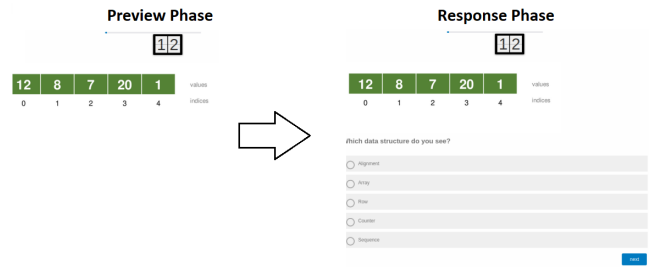 Preview Phase
12
12 8 7 20 1 values
0 1 2 3 4 indices
Response Phase
12
12 8 7 20 1 values
0 1 2 3 4 indices
Which data structure do you see?
Alignment
Array
Row
Counter
Sequence
next